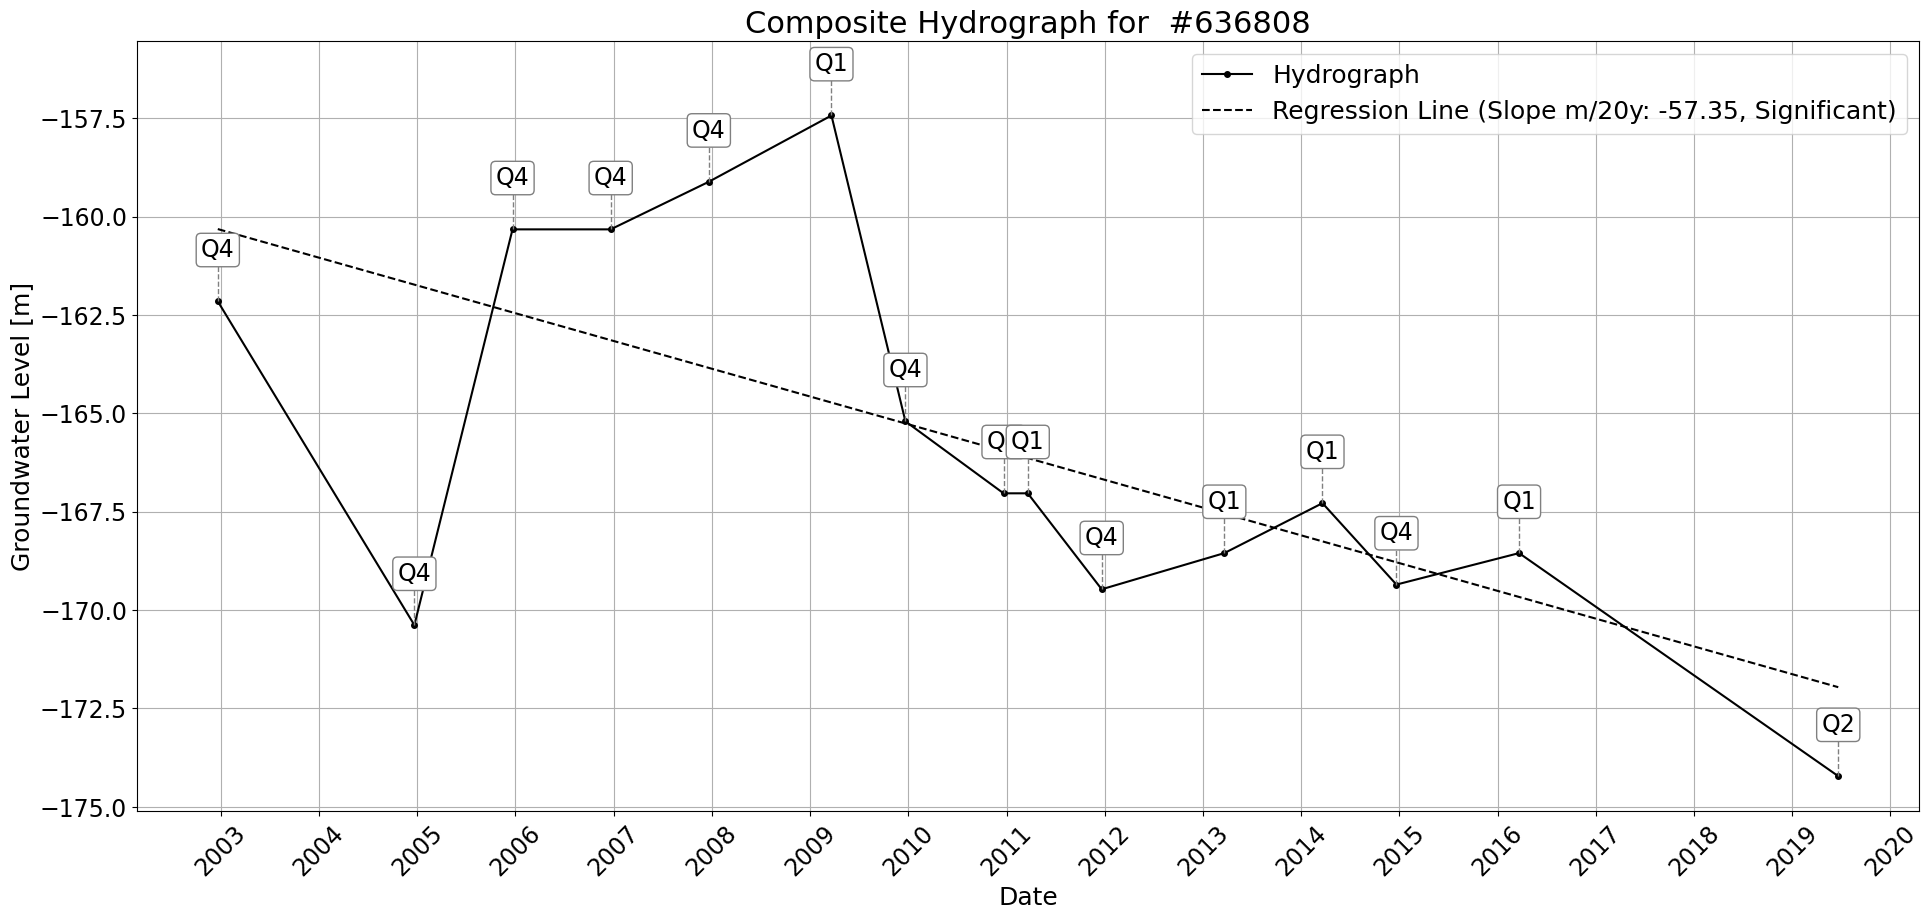 Composite Hydrograph for  #636808
Hydrograph
Regression Line (Slope m/20y: -57.35, Significant)
Groundwater Level [m]
−157.5
−160.0
−162.5
−165.0
−167.5
−170.0
−172.5
−175.0
Q4
Q4
Q4
Q4
Q4
Q1
Q4
Q
Q1
Q4
Q1
Q1
Q4
Q1
Q2
2003
2004
2005
2006
2007
2008
2009
2010
2011
2012
2013
2014
2015
2016
2017
2018
2019
2020
Date